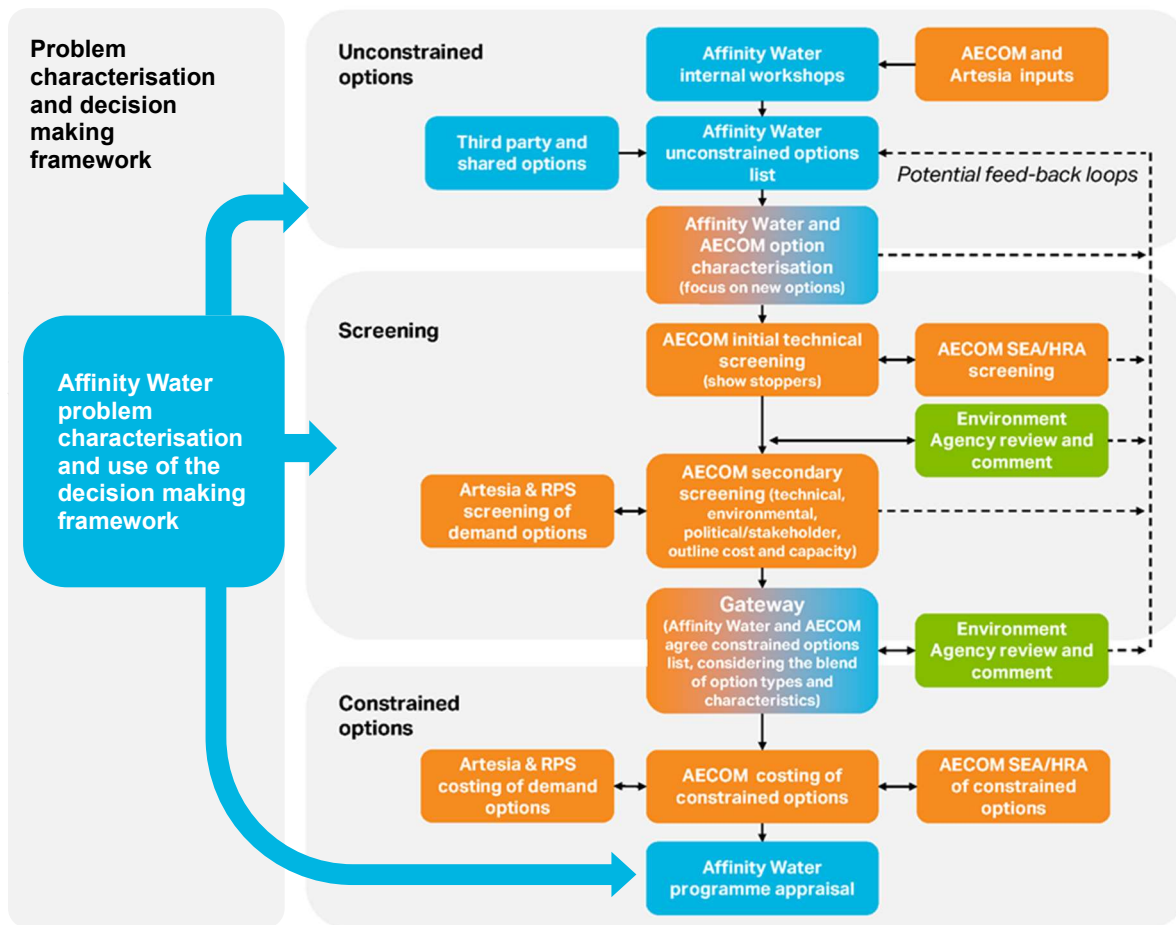 Problem
characterisation
and decision
making
framework
Affinity Water
problem
characterisation
and use of the
decision making
framework
Unconstrained
options
Affinity Water
internal workshops
AECOM and
Artesia inputs
Third party and
shared options
Affinity Water
unconstrained options
list
Potential feed-back loops
Affinity Water and
AECOM option
characterisation
(focus on new options)
Screening
AECOM initial technical
screening
(show stoppers)
AECOM SEA/HRA
screening
Environment
Agency review and
comment
Artesia & RPS
screening of
demand options
AECOM secondary
screening (technical,
environmental,
political/stakeholder,
outline cost and capacity)
Gateway
(Affinity Water and AECOM
agree constrained options
list, considering the blend
of option types and
characteristics)
Environment
Agency review and
comment
Constrained
options
Artesia & RPS
costing of demand
options
AECOM costing of
constrained options
AECOM SEA/HRA
of constrained
options
Affinity Water
programme appraisal